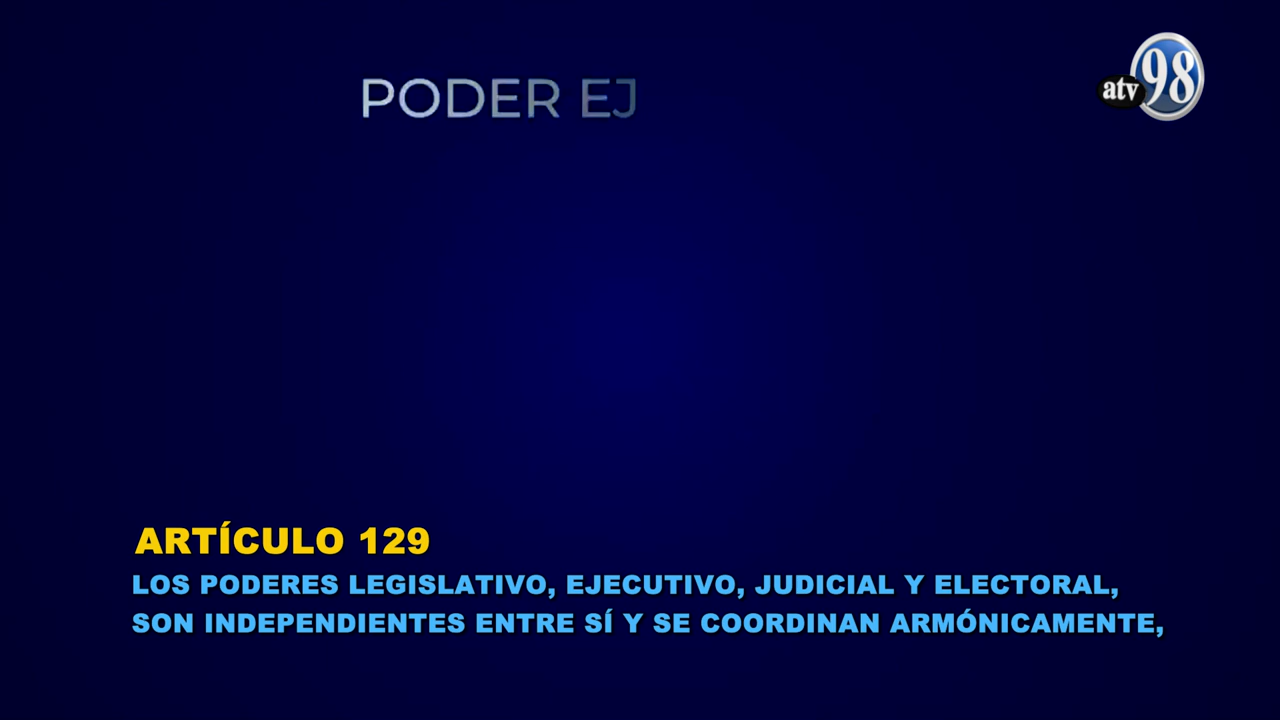 PODER EJ
atv 98
ARTÍCULO 129
LOS PODERES LEGISLATIVO, EJECUTIVO, JUDICIAL Y ELECTORAL,
SON INDEPENDIENTES ENTRE SÍ Y SE COORDINAN ARMÓNICAMENTE,